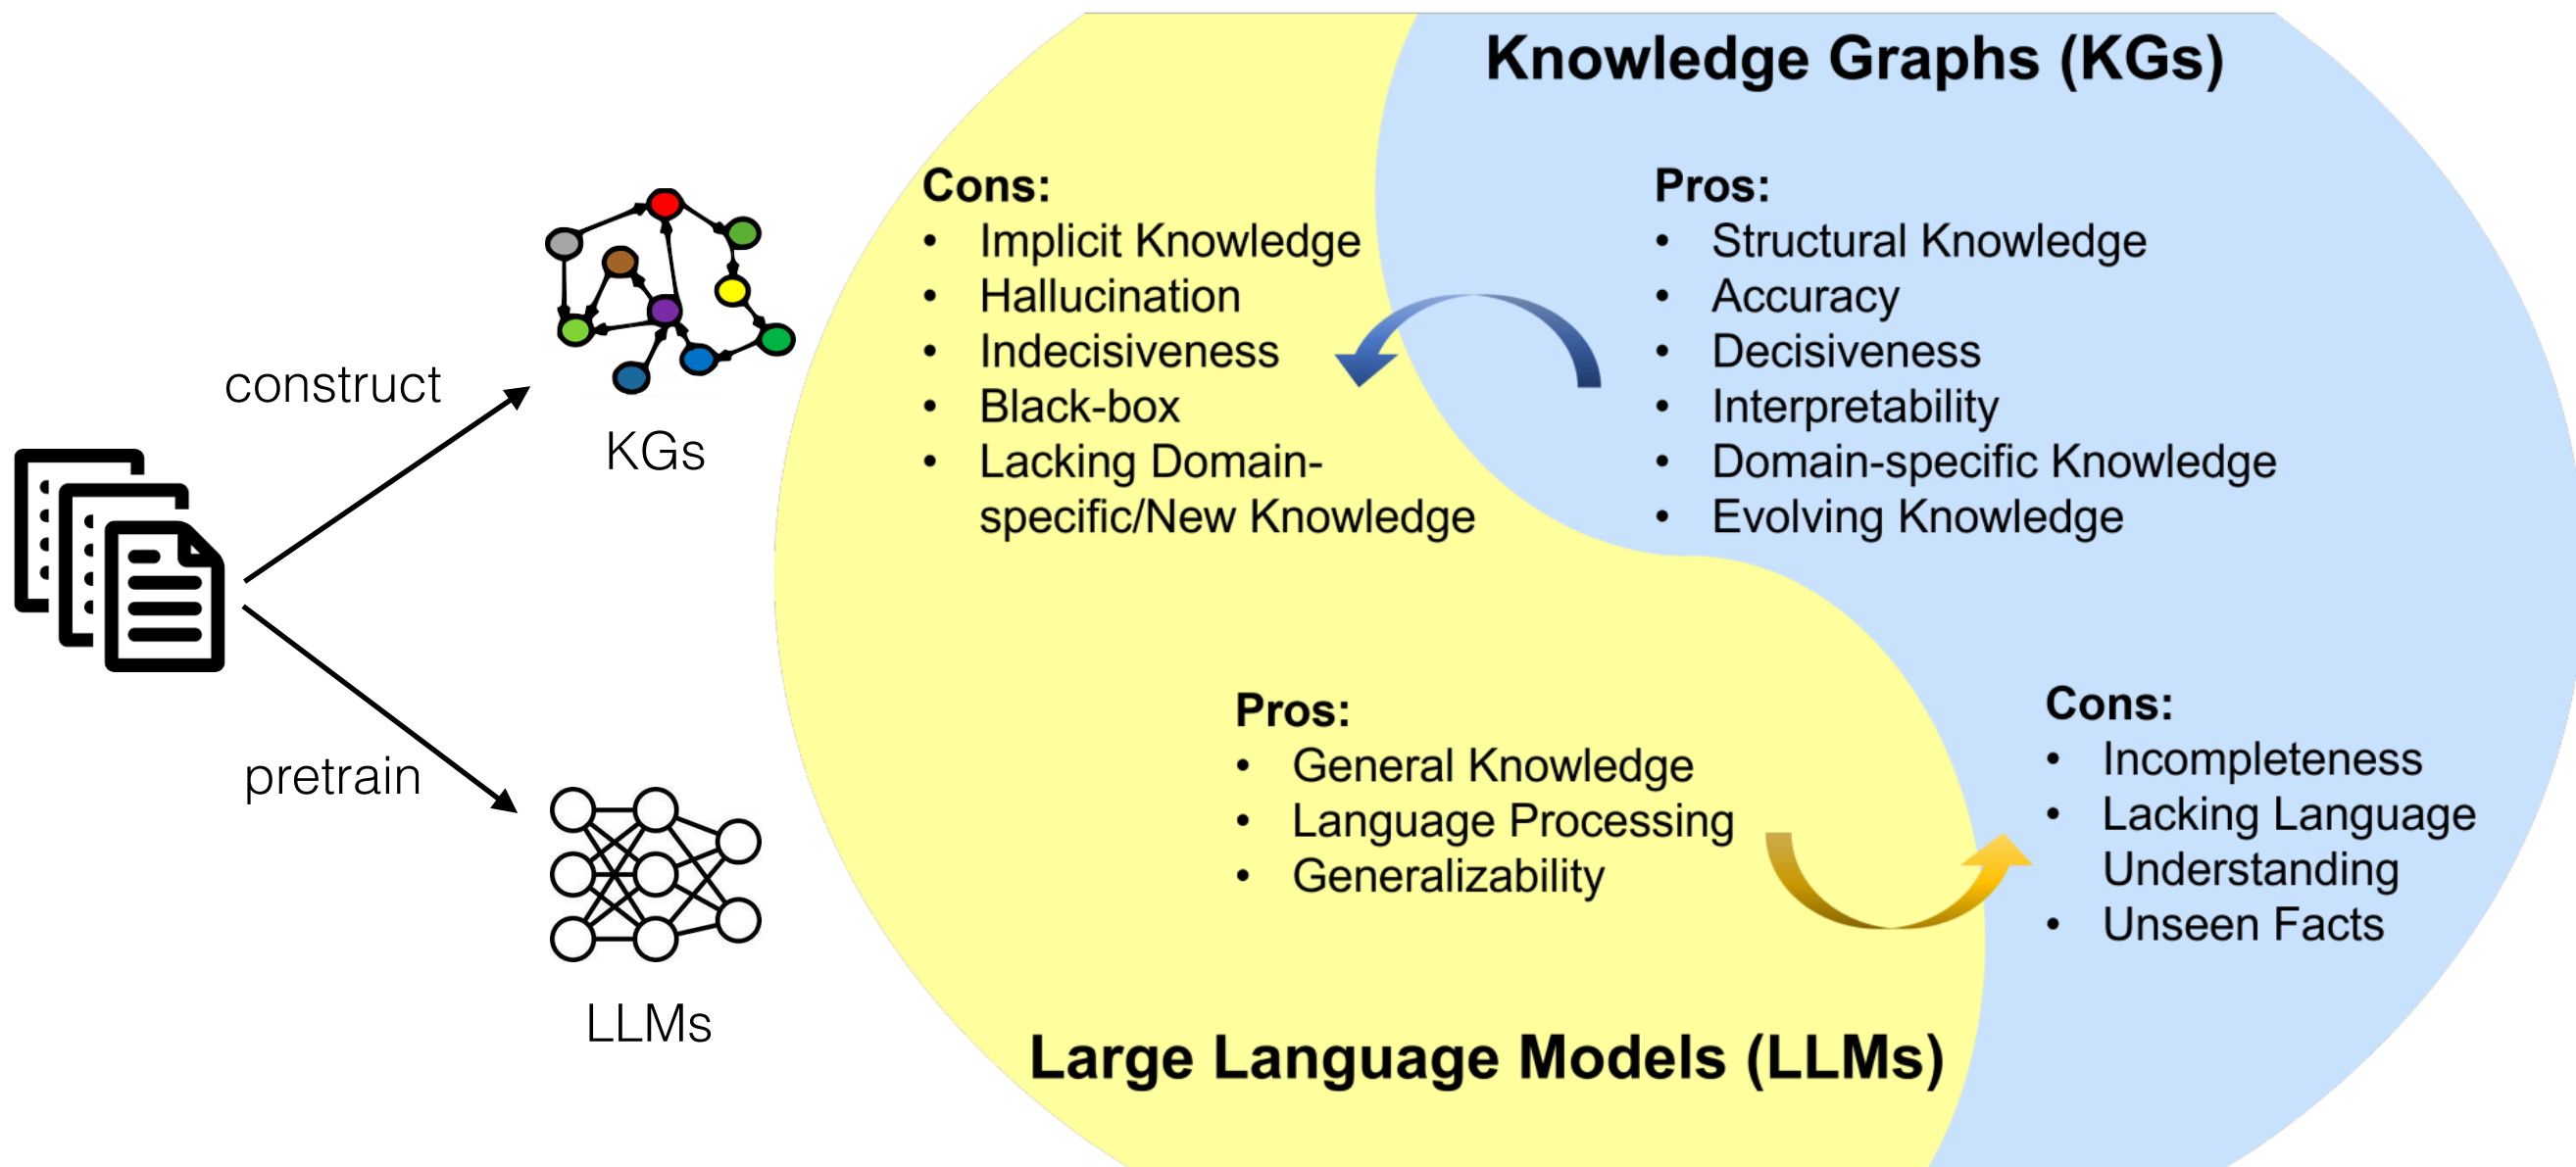 construct
KGs
pretrain
LLMs
Knowledge Graphs (KGs)
Cons:
• Implicit Knowledge
• Hallucination
• Indecisiveness
• Black-box
• Lacking Domain-
specific/New Knowledge
Pros:
• Structural Knowledge
• Accuracy
• Decisiveness
• Interpretability
• Domain-specific Knowledge
• Evolving Knowledge
Pros:
• General Knowledge
• Language Processing
• Generalizability
Cons:
• Incompleteness
• Lacking Language
Understanding
• Unseen Facts
Large Language Models (LLMs)